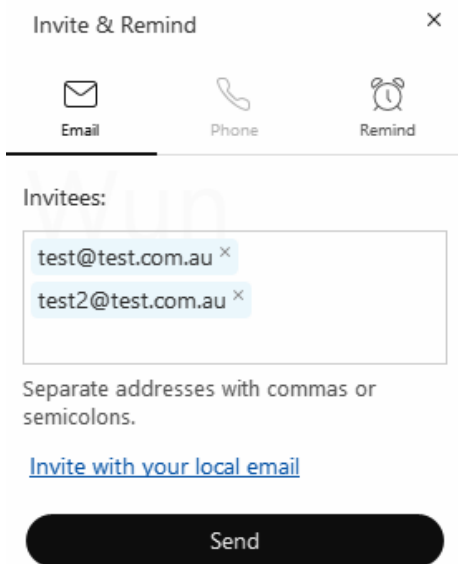 Invite & Remind ×
Email Phone Remind
Invitees:
test@test.com.au ×
test2@test.com.au ×
Separate addresses with commas or
semicolons.
Invite with your local email
Send